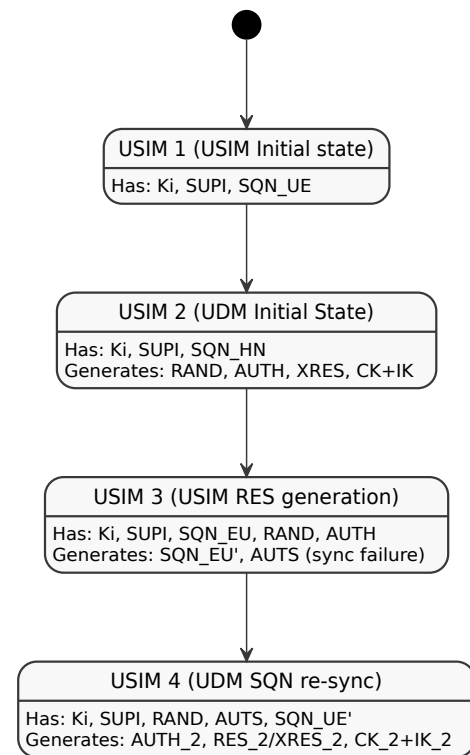 USIM 1 (USIM Initial state)
Has: Ki, SUPI, SQN_UE
USIM 2 (UDM Initial State)
Has: Ki, SUPI, SQN_HN
Generates: RAND, AUTH, XRES, CK+IK
USIM 3 (USIM RES generation)
Has: Ki, SUPI, SQN_EU, RAND, AUTH
Generates: SQN_EU', AUTS (sync failure)
USIM 4 (UDM SQN re-sync)
Has: Ki, SUPI, RAND, AUTS, SQN_UE'
Generates: AUTH_2, RES_2/XRES_2, CK_2+IK_2